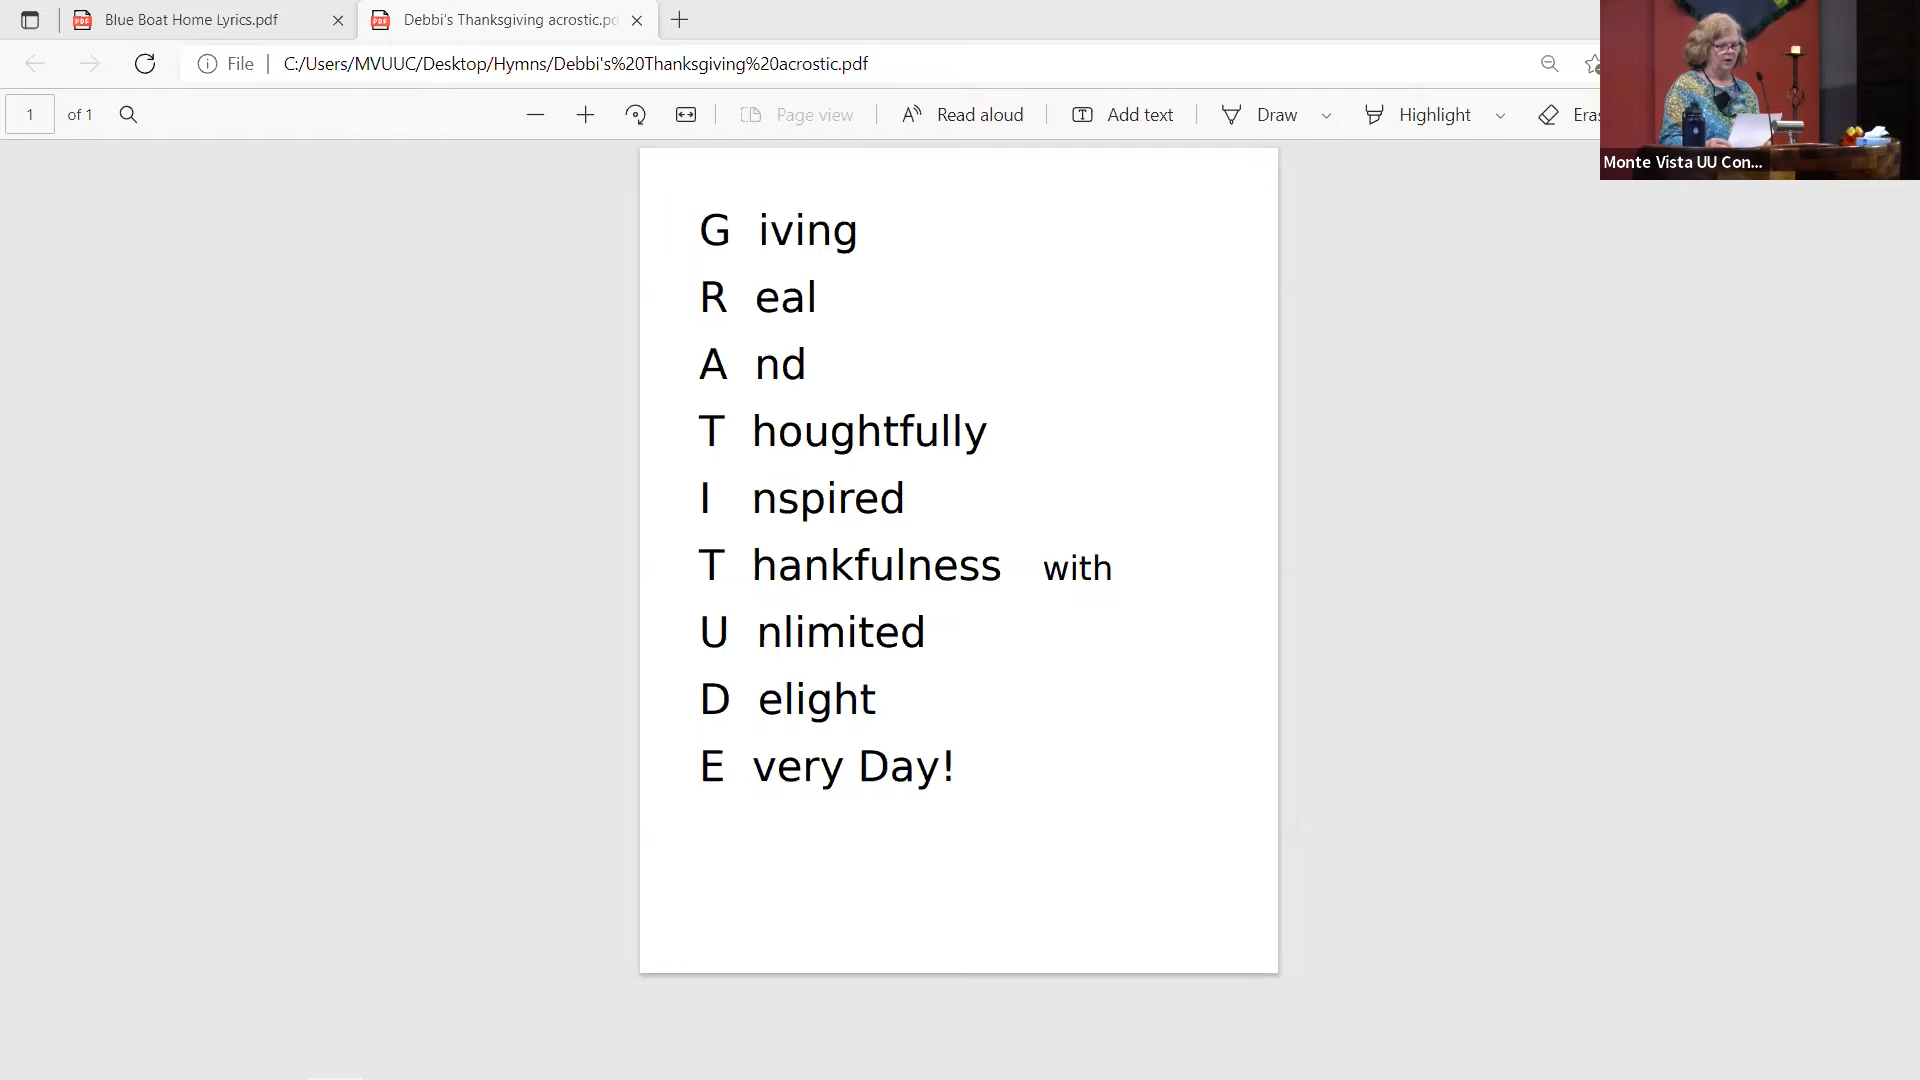 Blue Boat Home Lyrics.pdf
Debbi's Thanksgiving acrostic.pd
File
C:/Users/MVUUC/Desktop/Hymns/Debbi's%20Thanksgiving%20acrostic.pdf
1 of 1
Page view
Read aloud
Add text
Draw
Highlight
Eras
Monte Vista UU Con...
G iving
R eal
A nd
T houghtfully
I nspired
T hankfulness with
U nlimited
D elight
E very Day!